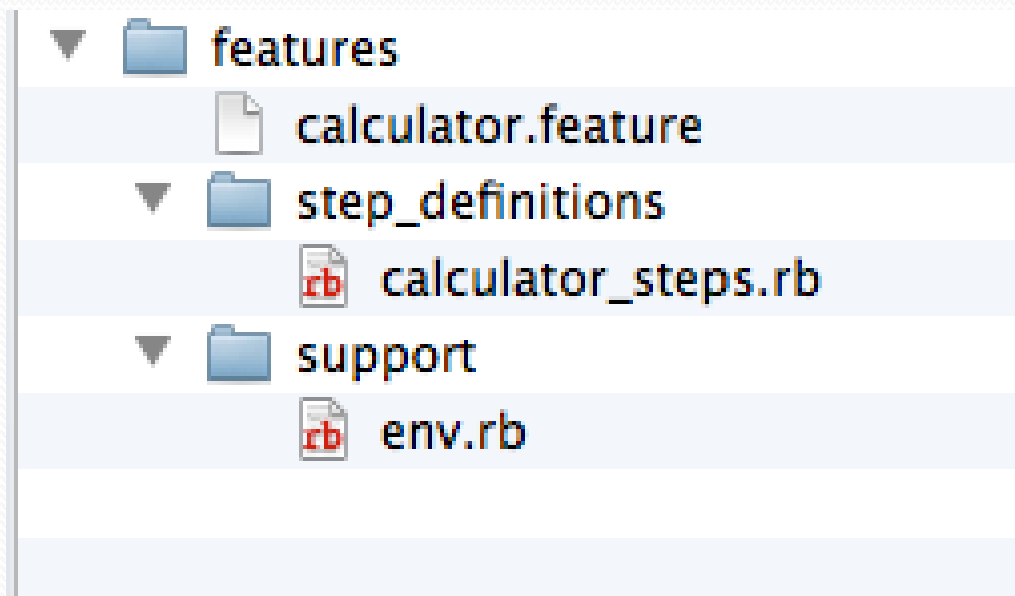 features
calculator.feature
step_definitions
rb calculator_steps.rb
support
rb env.rb